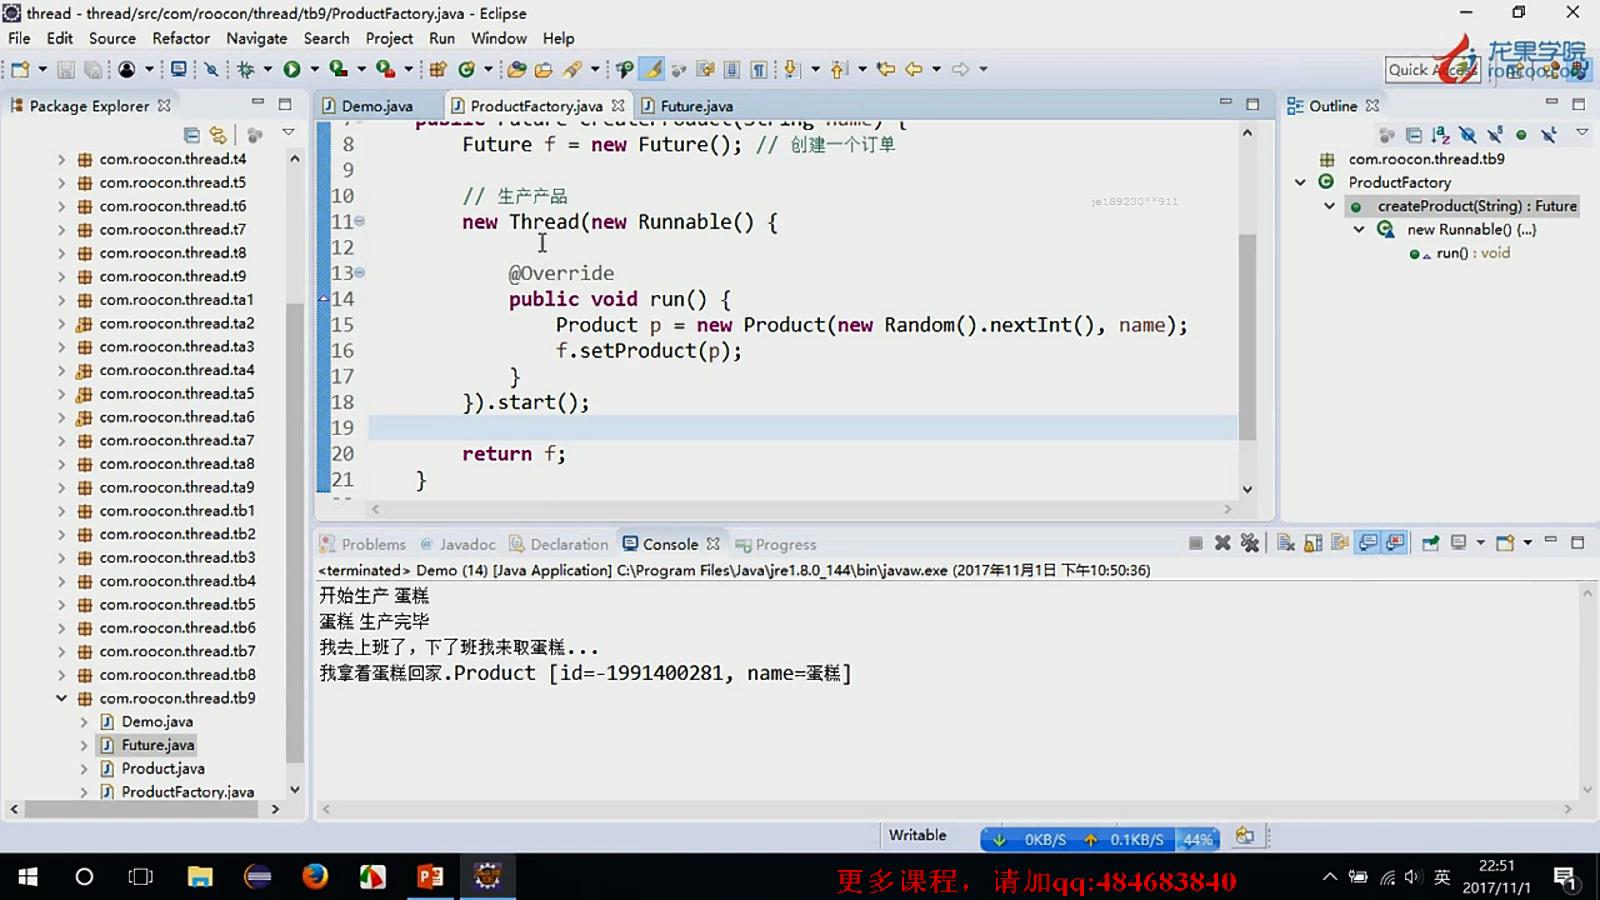 thread - thread/src/com/roocon/thread/tb9/ProductFactory.java - Eclipse
File Edit Source Refactor Navigate Search Project Run Window Help
龙果学院
Quick Access
roncoo.com
Package Explorer
Demo.java
ProductFactory.java
Future.java
Outline
com.roocon.thread.t4
com.roocon.thread.t5
com.roocon.thread.t6
com.roocon.thread.t7
com.roocon.thread.t8
com.roocon.thread.t9
com.roocon.thread.ta1
com.roocon.thread.ta2
com.roocon.thread.ta3
com.roocon.thread.ta4
com.roocon.thread.ta5
com.roocon.thread.ta6
com.roocon.thread.ta7
com.roocon.thread.ta8
com.roocon.thread.ta9
com.roocon.thread.tb1
com.roocon.thread.tb2
com.roocon.thread.tb3
com.roocon.thread.tb4
com.roocon.thread.tb5
com.roocon.thread.tb6
com.roocon.thread.tb7
com.roocon.thread.tb8
com.roocon.thread.tb9
Demo.java
Future.java
Product.java
ProductFactory.java
public Future createProduct(String name) {
8 Future f = new Future(); // 创建一个订单
9
10 // 生产产品
11 new Thread(new Runnable() {
12
13 @Override
14 public void run() {
15 Product p = new Product(new Random().nextInt(), name);
16 f.setProduct(p);
17 }
18 }).start();
19
20 return f;
21 }
je189230**911
com.roocon.thread.tb9
ProductFactory
createProduct(String) : Future
new Runnable() {...}
run() : void
Problems @ Javadoc Declaration Console Progress
<terminated> Demo (14) [Java Application] C:\Program Files\Java\jre1.8.0_144\bin\javaw.exe (2017年11月1日 下午10:50:36)
开始生产 蛋糕
蛋糕 生产完毕
我去上班了，下了班我来取蛋糕...
我拿着蛋糕回家.Product [id=-1991400281, name=蛋糕]
Writable
0KB/S 0.1KB/S 44%
更多课程，请加qq:484683840
英
22:51
2017/11/1
1